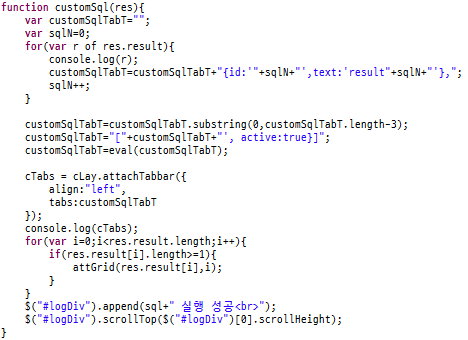 function customSql(res){
    var customSqlTabT="";
    var sqlN=0;
    for(var r of res.result){
        console.log(r);
        customSqlTabT=customSqlTabT+"{id:'"+sqlN+"',text:'result"+sqlN+"'},";
        sqlN++;
    }

    customSqlTabT=customSqlTabT.substring(0,customSqlTabT.length-3);
    customSqlTabT="["+customSqlTabT+"', active:true}]";
    customSqlTabT=eval(customSqlTabT);

    cTabs = cLay.attachTabbar({
        align:"left",
        tabs:customSqlTabT
    });
    console.log(cTabs);
    for(var i=0;i<res.result.length;i++){
        if(res.result[i].length>=1){
            attGrid(res.result[i],i);
        }
    }
    $("#logDiv").append(sql+" 실행 성공<br>");
    $("#logDiv").scrollTop($("#logDiv")[0].scrollHeight);
}